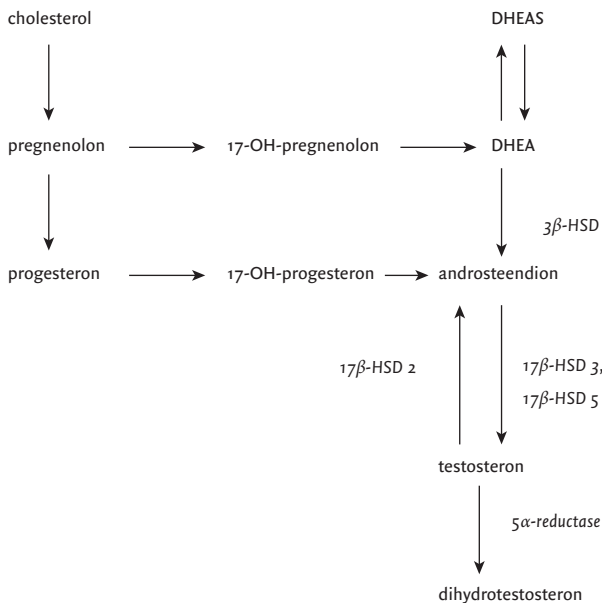 cholesterol
DHEAS
pregnenolon
17-OH-pregnenolon
DHEA
3β-HSD
progesteron
17-OH-progesteron
androsteendion
17β-HSD 2
17β-HSD 3,
17β-HSD 5
testosteron
5α-reductase
dihydrotestosteron